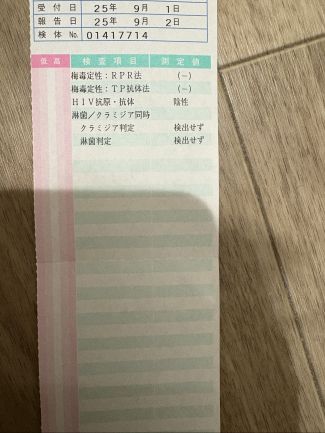 受付日 25年 9月 1日
報告日 25年 9月 2日
検体 No. 01417714
低 高 検査項目 測定値
梅毒定性:RPR法 (-)
梅毒定性:TP抗体法 (-)
HIV抗原・抗体 陰性
淋菌/クラミジア同時
クラミジア判定 検出せず
淋菌判定 検出せず